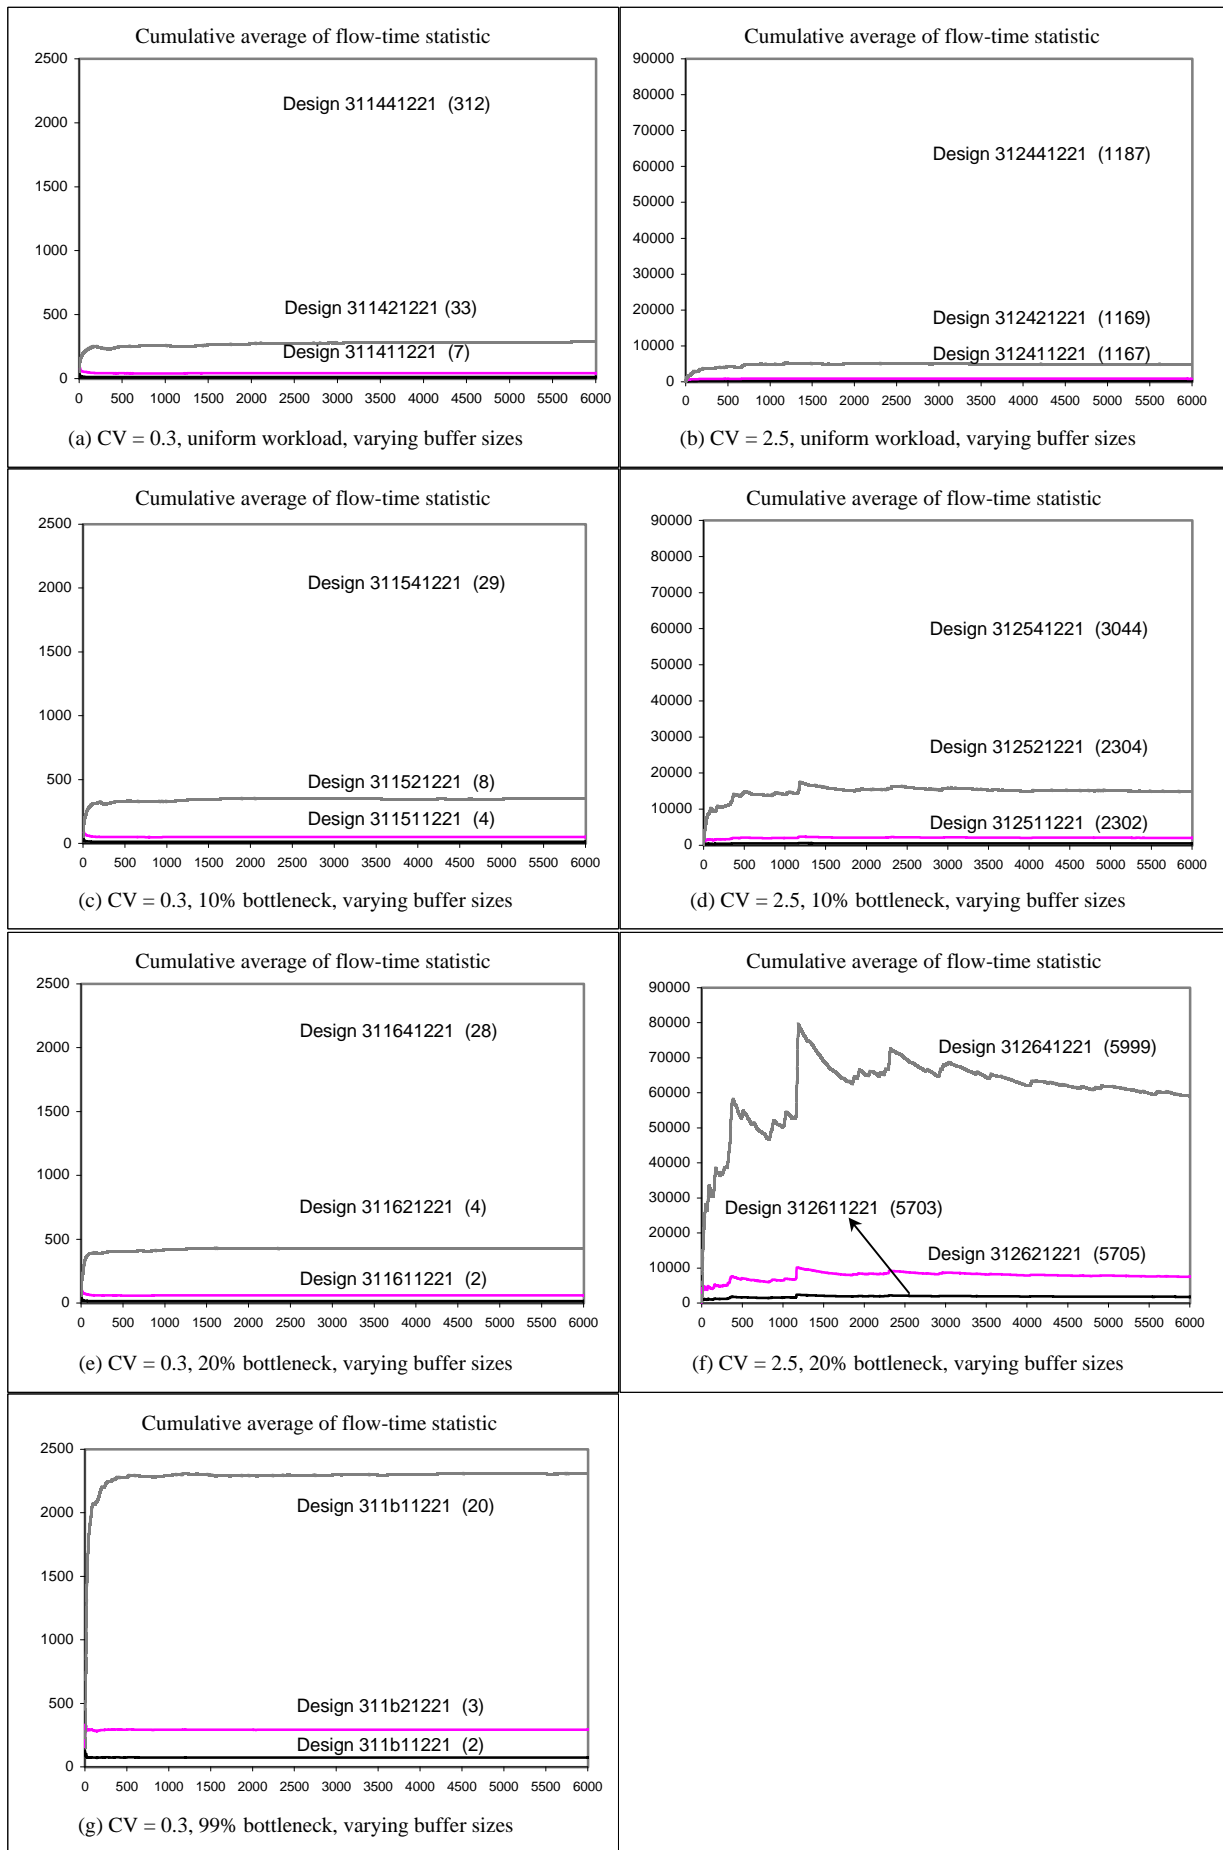 Cumulative average of flow-time statistic
2500
2000
1500
1000
500
0
Design 311441221 (312)
Design 311421221 (33)
Design 311411221 (7)
0 500 1000 1500 2000 2500 3000 3500 4000 4500 5000 5500 6000
(a) CV = 0.3, uniform workload, varying buffer sizes
Cumulative average of flow-time statistic
90000
80000
70000
60000
50000
40000
30000
20000
10000
0
Design 312441221 (1187)
Design 312421221 (1169)
Design 312411221 (1167)
0 500 1000 1500 2000 2500 3000 3500 4000 4500 5000 5500 6000
(b) CV = 2.5, uniform workload, varying buffer sizes
Cumulative average of flow-time statistic
2500
2000
1500
1000
500
0
Design 311541221 (29)
Design 311521221 (8)
Design 311511221 (4)
0 500 1000 1500 2000 2500 3000 3500 4000 4500 5000 5500 6000
(c) CV = 0.3, 10% bottleneck, varying buffer sizes
Cumulative average of flow-time statistic
90000
80000
70000
60000
50000
40000
30000
20000
10000
0
Design 312541221 (3044)
Design 312521221 (2304)
Design 312511221 (2302)
0 500 1000 1500 2000 2500 3000 3500 4000 4500 5000 5500 6000
(d) CV = 2.5, 10% bottleneck, varying buffer sizes
Cumulative average of flow-time statistic
2500
2000
1500
1000
500
0
Design 311641221 (28)
Design 311621221 (4)
Design 311611221 (2)
0 500 1000 1500 2000 2500 3000 3500 4000 4500 5000 5500 6000
(e) CV = 0.3, 20% bottleneck, varying buffer sizes
Cumulative average of flow-time statistic
90000
80000
70000
60000
50000
40000
30000
20000
10000
0
Design 312641221 (5999)
Design 312611221 (5703)
Design 312621221 (5705)
0 500 1000 1500 2000 2500 3000 3500 4000 4500 5000 5500 6000
(f) CV = 2.5, 20% bottleneck, varying buffer sizes
Cumulative average of flow-time statistic
2500
2000
1500
1000
500
0
Design 311b11221 (20)
Design 311b21221 (3)
Design 311b11221 (2)
0 500 1000 1500 2000 2500 3000 3500 4000 4500 5000 5500 6000
(g) CV = 0.3, 99% bottleneck, varying buffer sizes